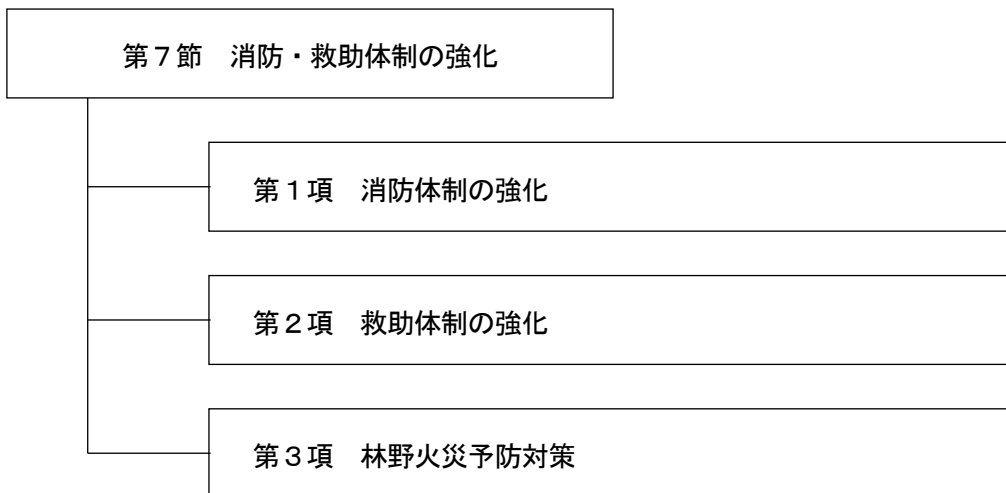 第７節　消防・救助体制の強化
第１項　消防体制の強化
第２項　救助体制の強化
第３項　林野火災予防対策